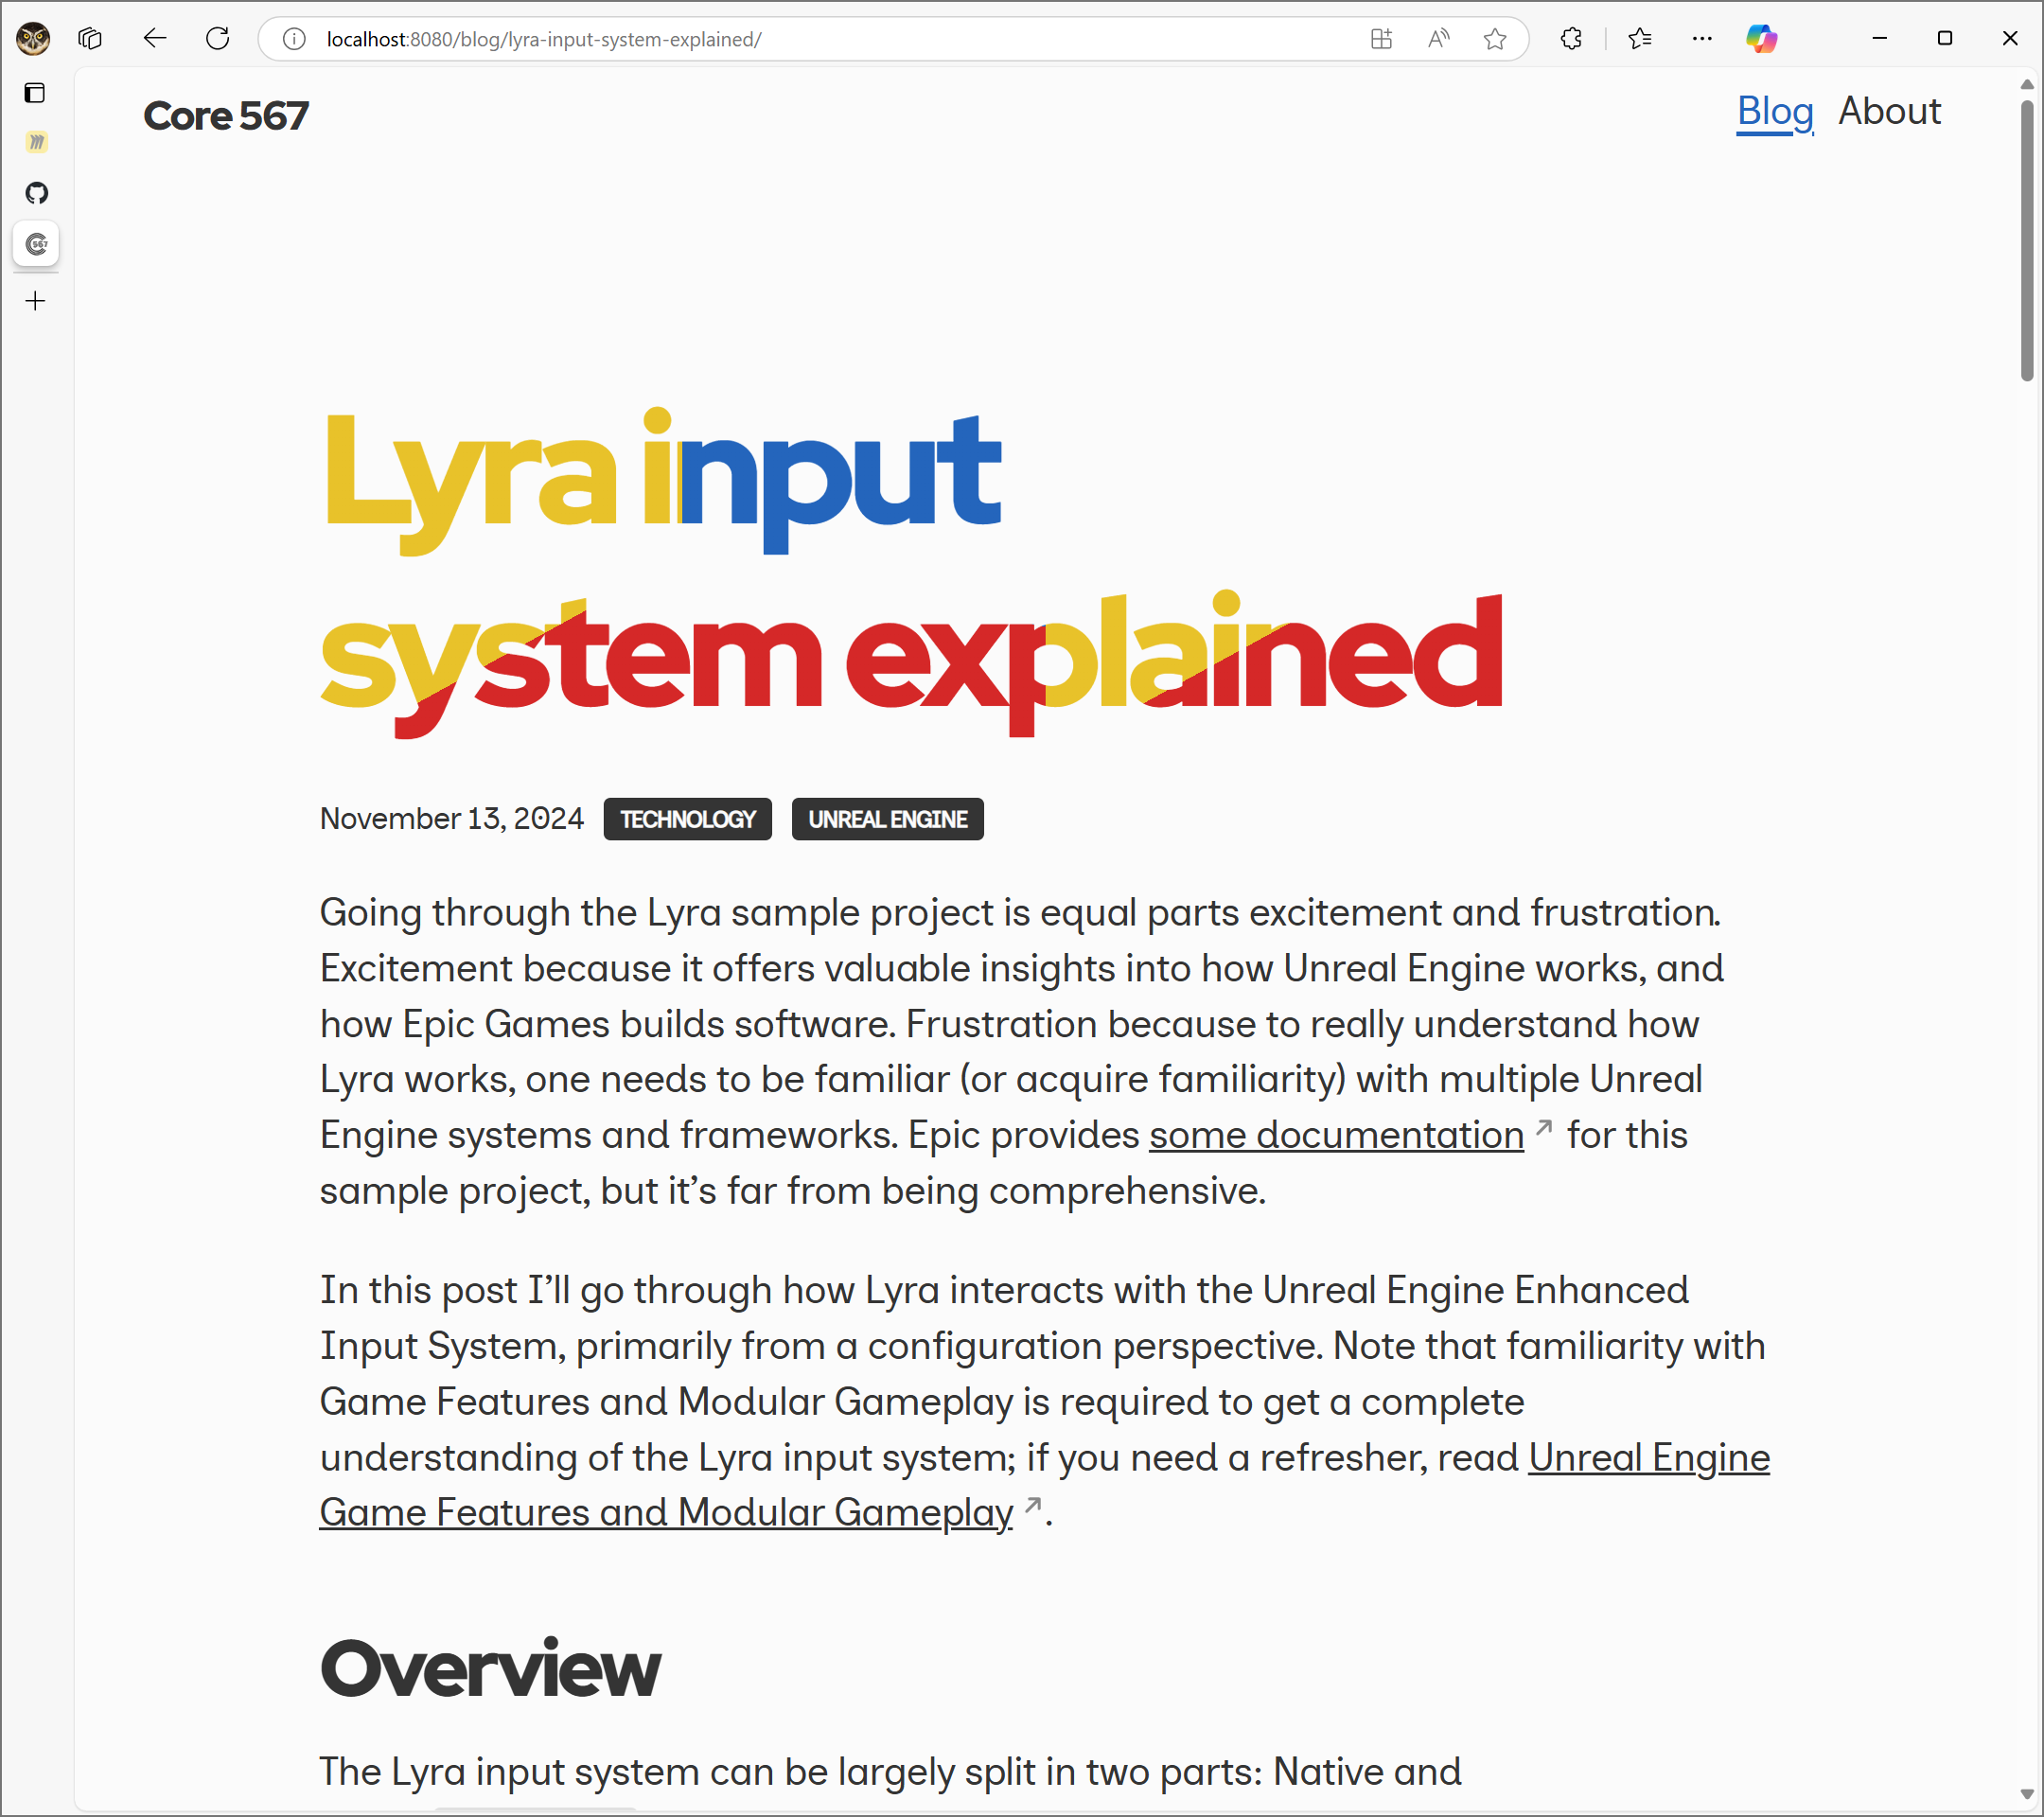 localhost:8080/blog/lyra-input-system-explained/
Core 567
Blog About
Lyra input
system explained
November 13, 2024 TECHNOLOGY UNREAL ENGINE
Going through the Lyra sample project is equal parts excitement and frustration.
Excitement because it offers valuable insights into how Unreal Engine works, and
how Epic Games builds software. Frustration because to really understand how
Lyra works, one needs to be familiar (or acquire familiarity) with multiple Unreal
Engine systems and frameworks. Epic provides some documentation ↗ for this
sample project, but it’s far from being comprehensive.
In this post I’ll go through how Lyra interacts with the Unreal Engine Enhanced
Input System, primarily from a configuration perspective. Note that familiarity with
Game Features and Modular Gameplay is required to get a complete
understanding of the Lyra input system; if you need a refresher, read Unreal Engine
Game Features and Modular Gameplay ↗.
Overview
The Lyra input system can be largely split in two parts: Native and